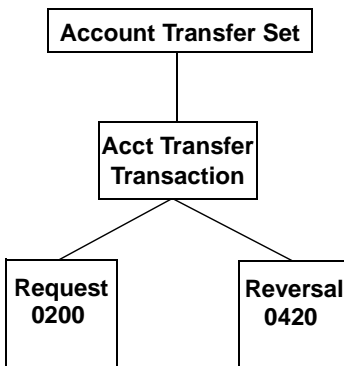 Account Transfer Set
Acct Transfer
Transaction
Request
0200
Reversal
0420